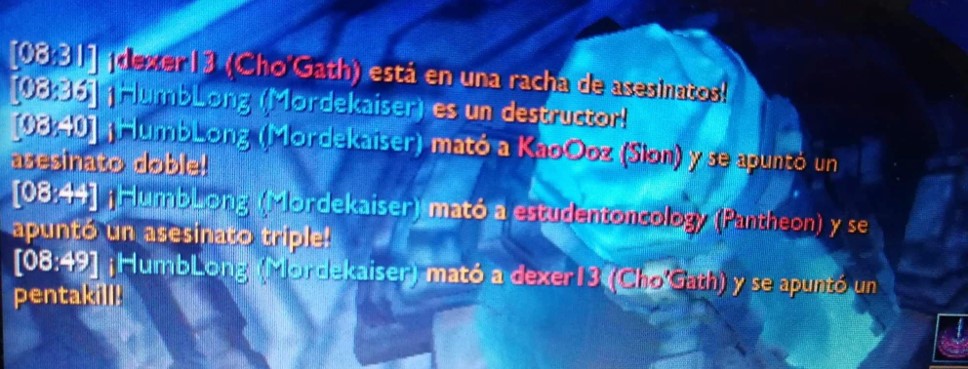 [08:31] ¡dexer13 (Cho'Gath) está en una racha de asesinatos!
[08:36] ¡HumbLong (Mordekaiser) es un destructor!
[08:40] ¡HumbLong (Mordekaiser) mató a KaoOoz (Sion) y se apuntó un
asesinato doble!
[08:44] ¡HumbLong (Mordekaiser) mató a estudentoncology (Pantheon) y se
apuntó un asesinato triple!
[08:49] ¡HumbLong (Mordekaiser) mató a dexer13 (Cho'Gath) y se apuntó un
pentakill!